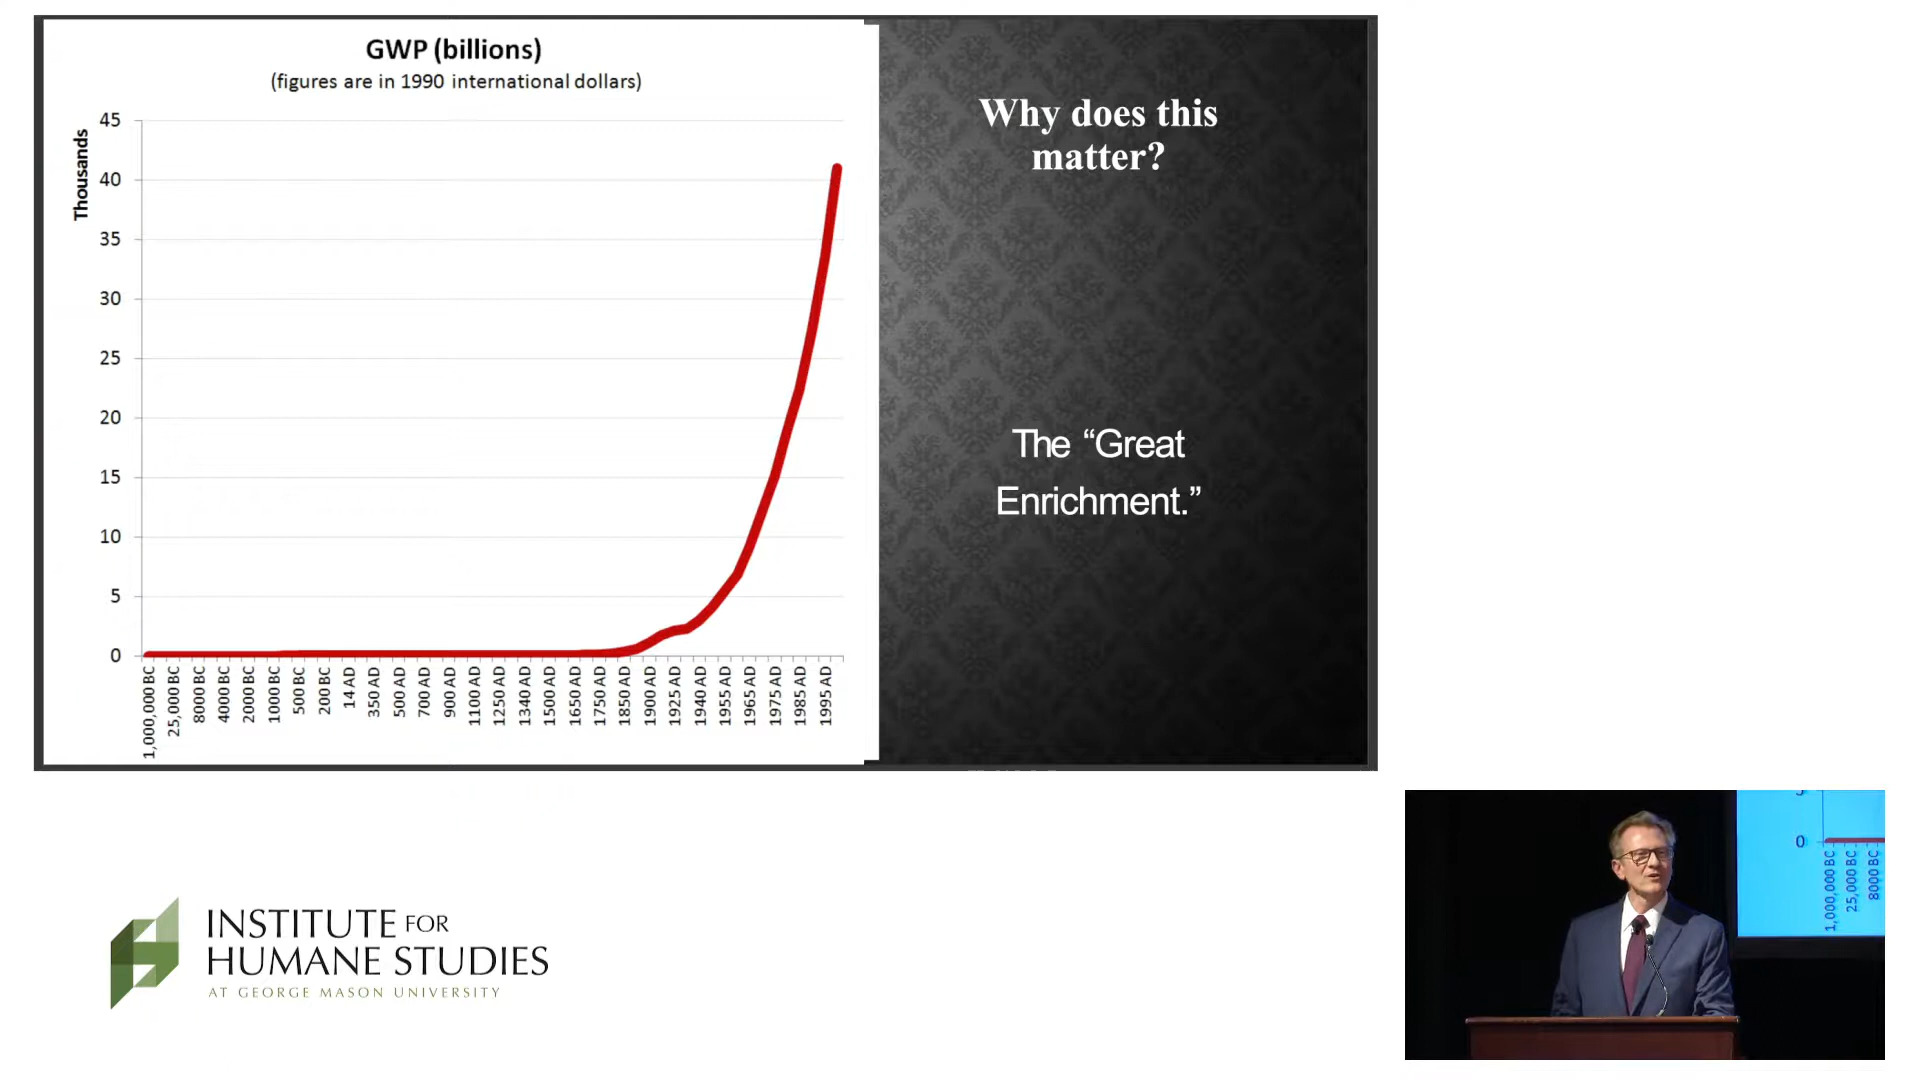 GWP (billions)
(figures are in 1990 international dollars)
Thousands
45
40
35
30
25
20
15
10
5
0
1,000,000 BC
25,000 BC
8000 BC
4000 BC
2000 BC
1000 BC
500 BC
200 BC
14 AD
350 AD
500 AD
700 AD
900 AD
1100 AD
1250 AD
1340 AD
1500 AD
1650 AD
1750 AD
1850 AD
1900 AD
1925 AD
1940 AD
1955 AD
1965 AD
1975 AD
1985 AD
1995 AD
Why does this
matter?
The “Great
Enrichment.”
INSTITUTE FOR
HUMANE STUDIES
AT GEORGE MASON UNIVERSITY
0
1,000,000 BC
25,000 BC
8000 BC